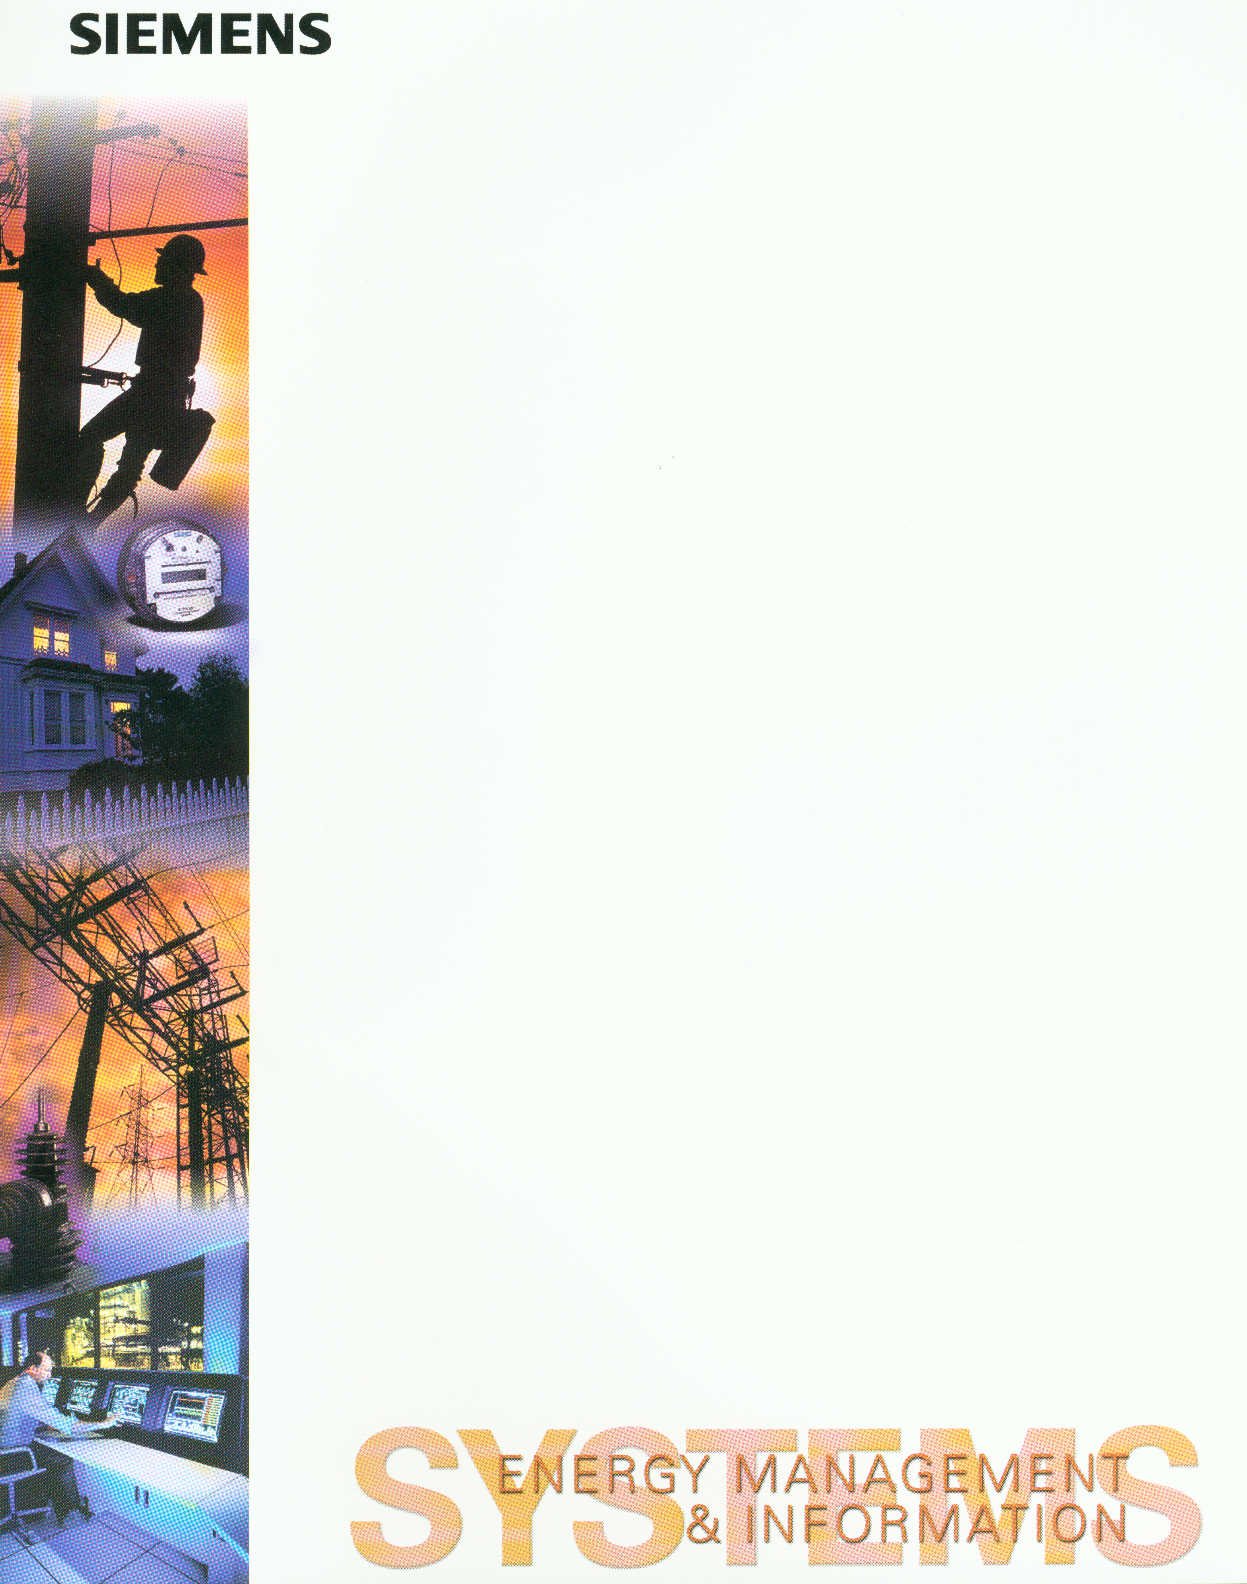 SIEMENS
SYSTEMS
ENERGY MANAGEMENT
& INFORMATION